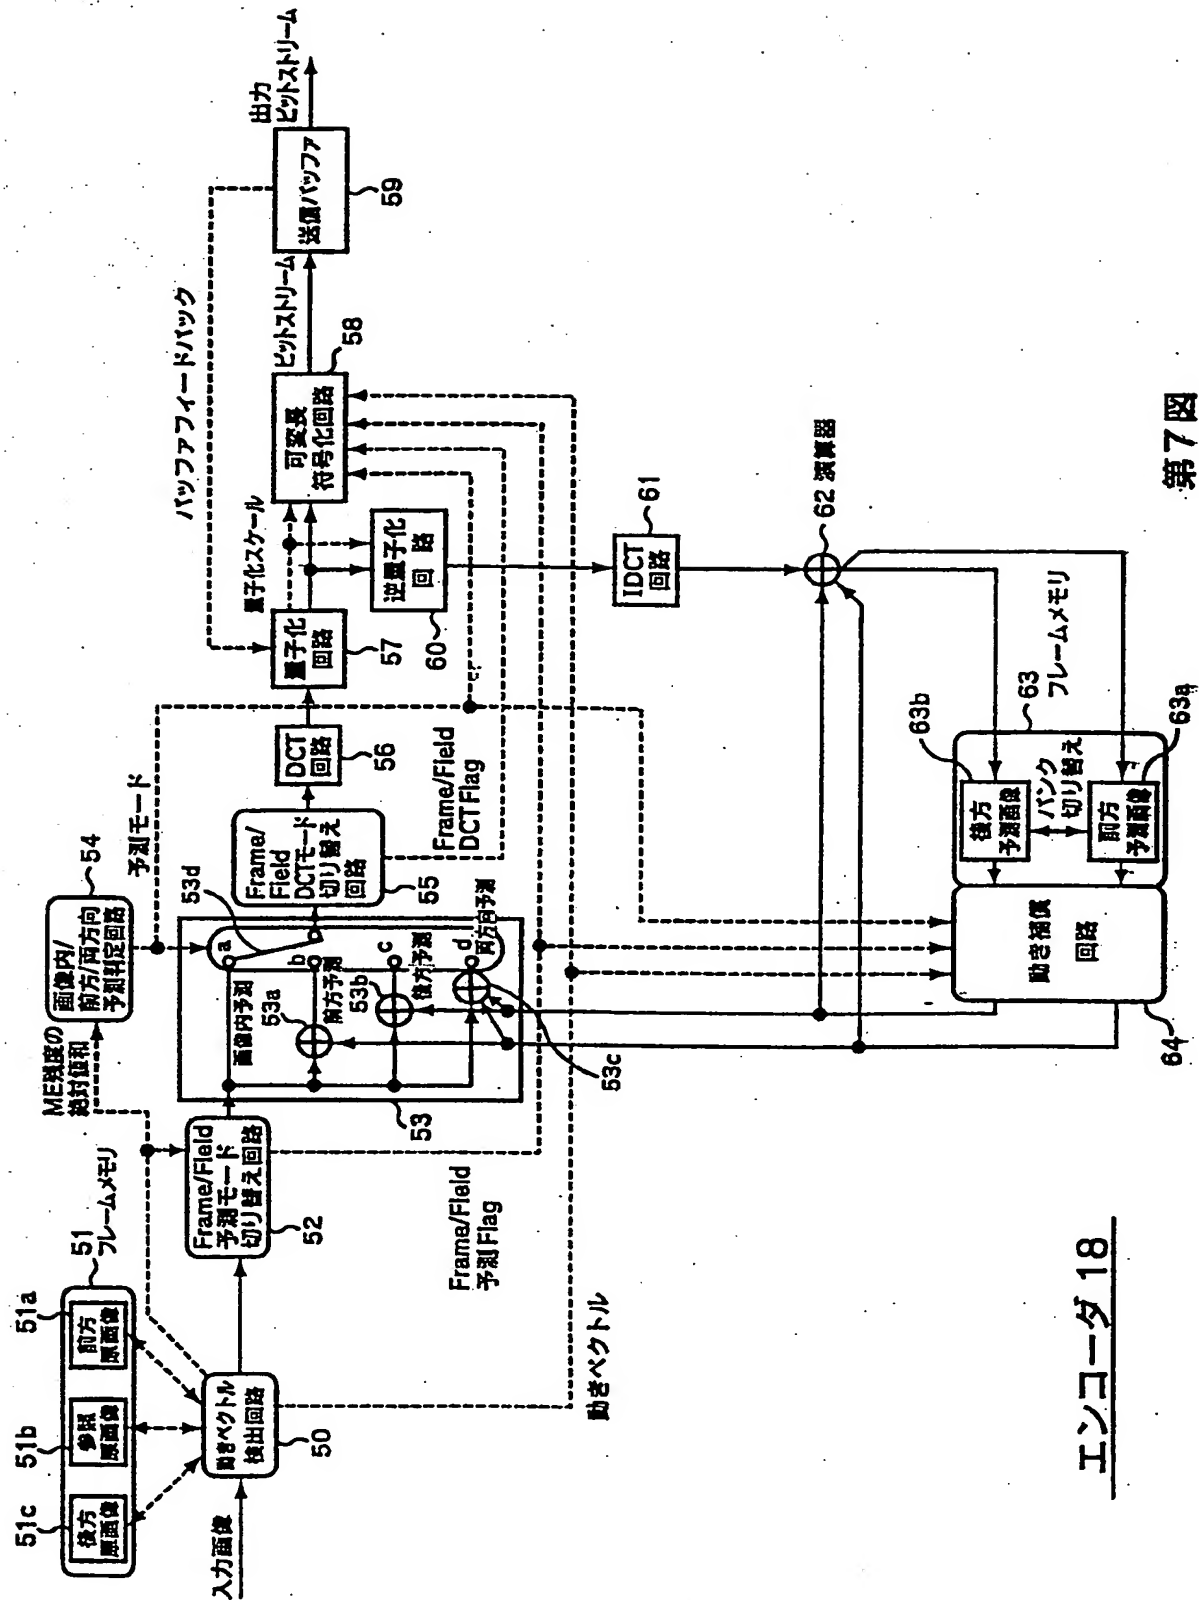 51c
後方
原画像
51b
参照
原画像
51a
前方
原画像
51
フレームメモリ
入力画像
動きベクトル
検出回路
50
ME残度の
絶対値和
Frame/Field
予測モード
切り替え回路
52
画像内/
前方/両方向
予測判定回路
54
予測モード
53
画像内予測
53a
前方予測
53b
後方予測
53c
両方向予測
53d
a
b
c
d
Frame/
Field
DCTモード
切り替え
回路
55
DCT
回路
56
量子化
回路
57
量子化スケール
バッファフィードバック
可変長
符号化回路
58
ビットストリーム
送信バッファ
59
出力
ビットストリーム
逆量子化
回路
60
IDCT
回路
61
62 演算器
Frame/Field
DCT Flag
Frame/Field
予測 Flag
動きベクトル
63b
後方
予測画像
63
フレームメモリ
バンク
切り替え
前方
予測画像
63a
動き補償
回路
64
エンコーダ 18
第7図